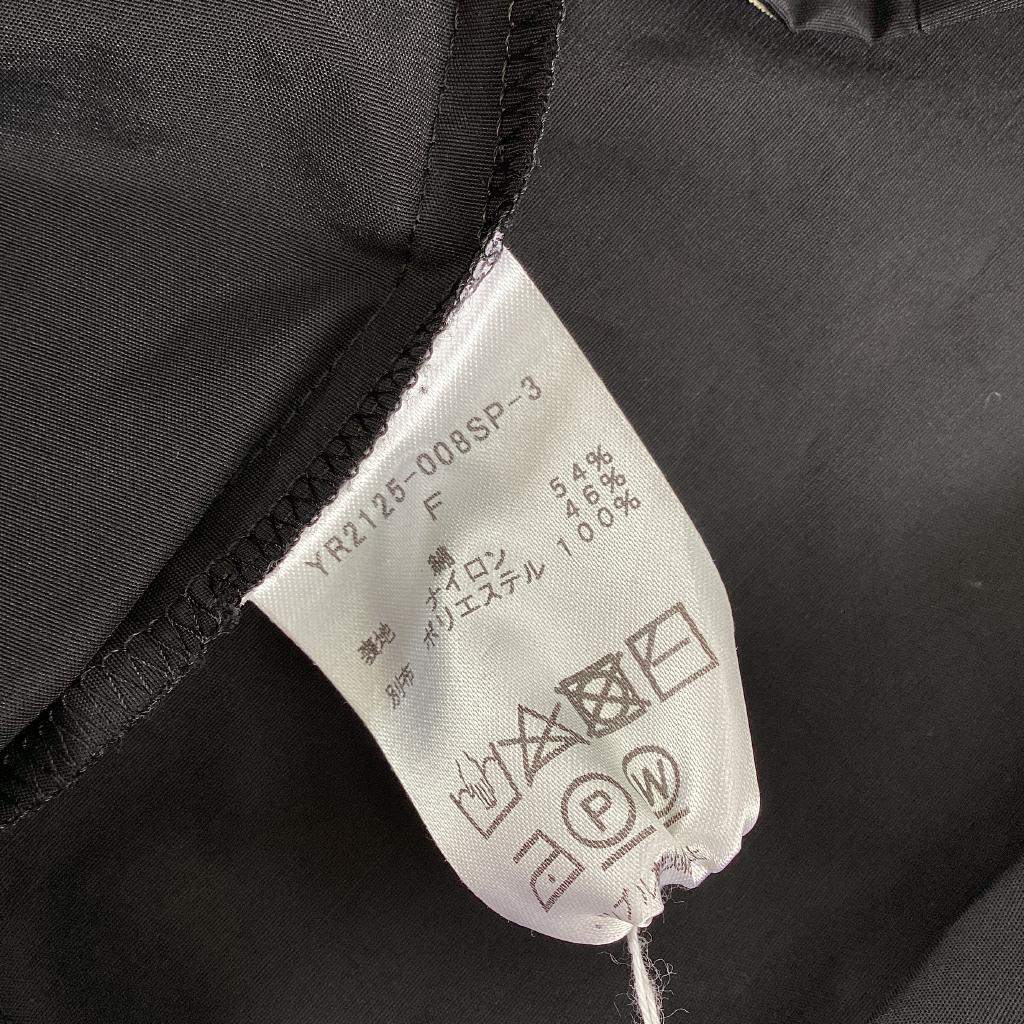 YR2125-008SP-3
F
表地 綿 54%
ナイロン 46%
別布 ポリエステル 100%
P W